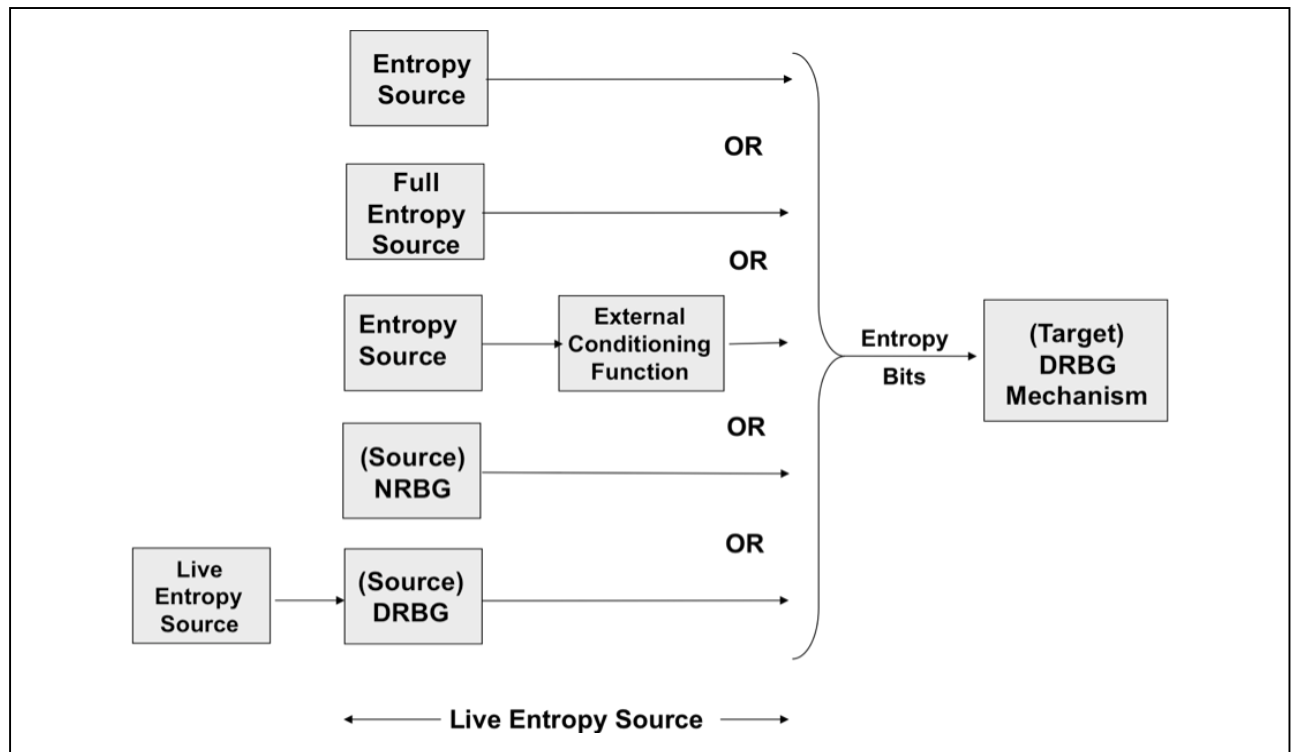 Entropy
Source
OR
Full
Entropy
Source
OR
Entropy
Source
External
Conditioning
Function
Entropy
Bits
(Target)
DRBG
Mechanism
OR
(Source)
NRBG
OR
Live
Entropy
Source
(Source)
DRBG
Live Entropy Source